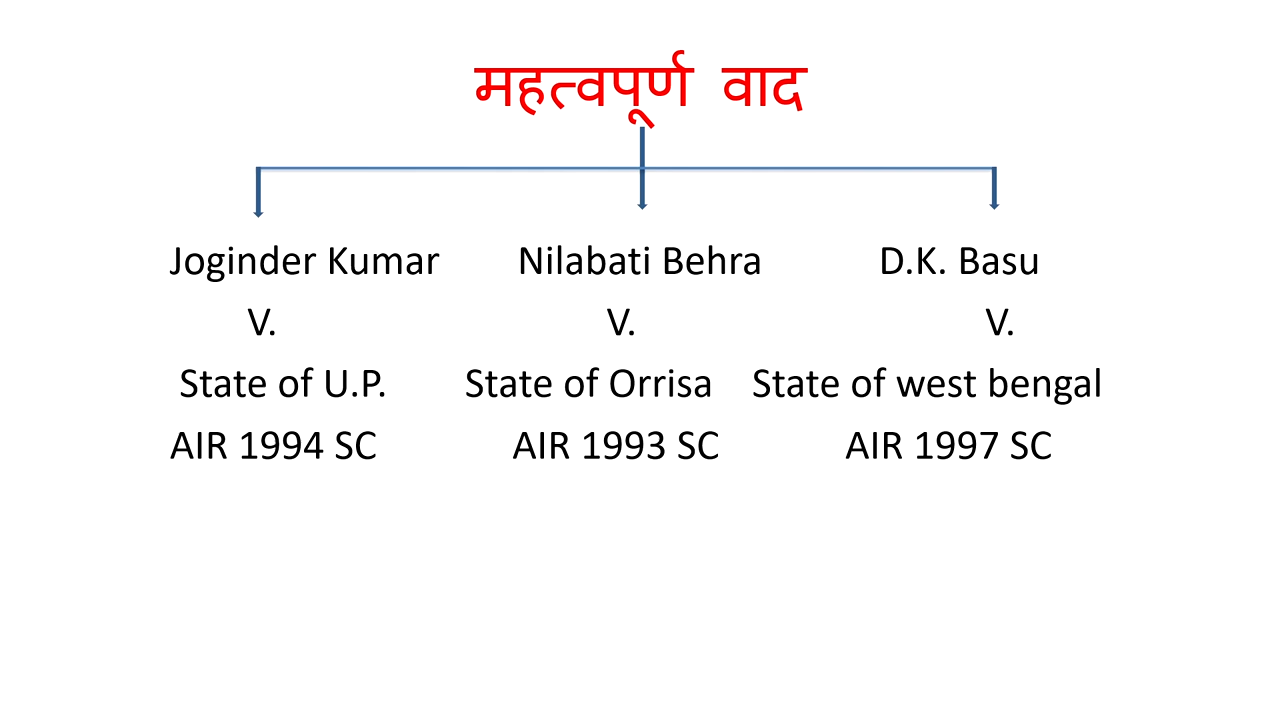 महत्वपूर्ण वाद
Joginder Kumar Nilabati Behra D.K. Basu
V. V. V.
State of U.P. State of Orrisa State of west bengal
AIR 1994 SC AIR 1993 SC AIR 1997 SC